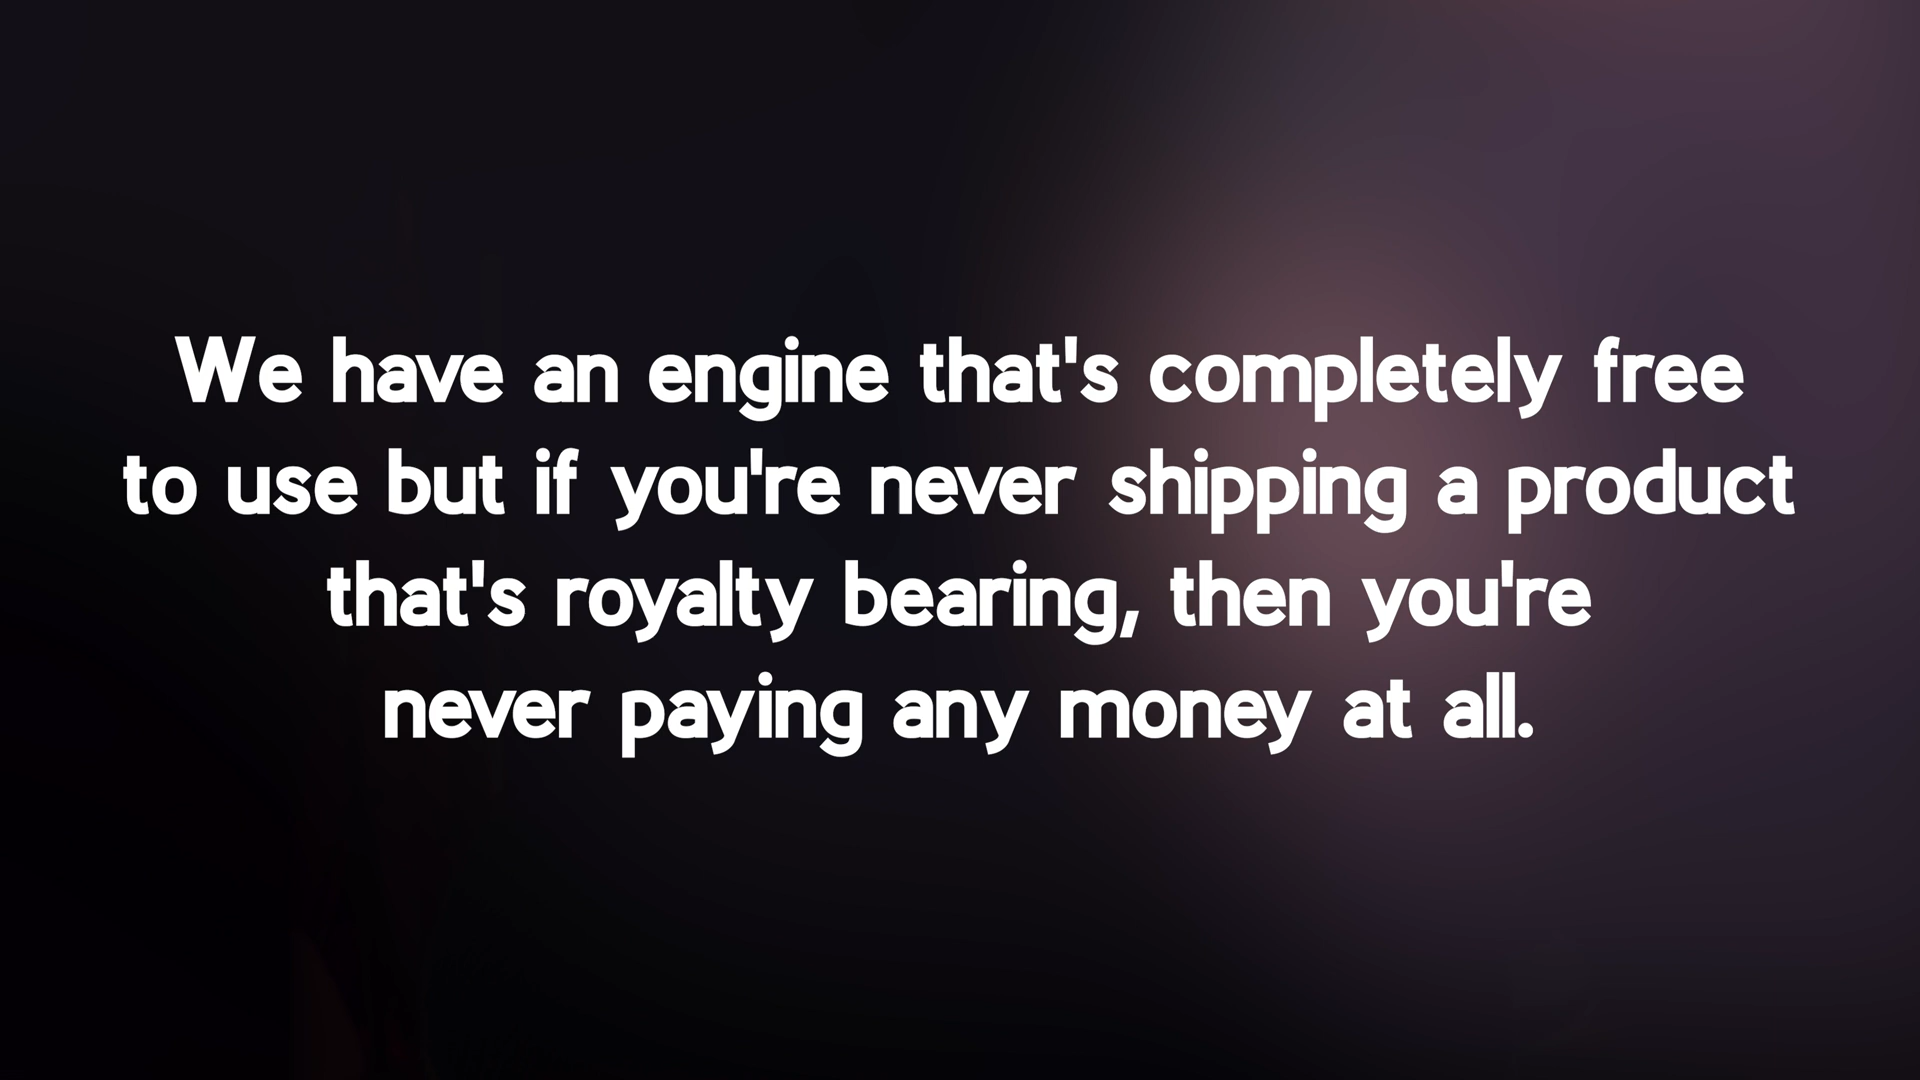 We have an engine that's completely free
to use but if you're never shipping a product
that's royalty bearing, then you're
never paying any money at all.